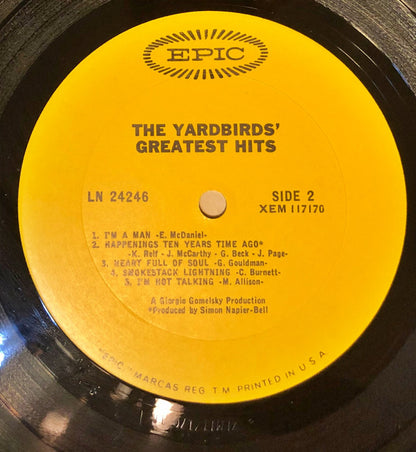 EPIC
THE YARDBIRDS'
GREATEST HITS
LN 24246
SIDE 2
XEM 117170
1. I'M A MAN -E. McDaniel-
2. HAPPENINGS TEN YEARS TIME AGO*
-K. Relf - J. McCarthy - G. Beck - J. Page-
3. HEART FULL OF SOUL -G. Gouldman-
4. SMOKESTACK LIGHTNING -C. Burnett-
5. I'M NOT TALKING -M. Allison-
A Giorgio Gomelsky Production
*Produced by Simon Napier-Bell
"EPIC", MARCAS REG. T.M. PRINTED IN U.S.A.